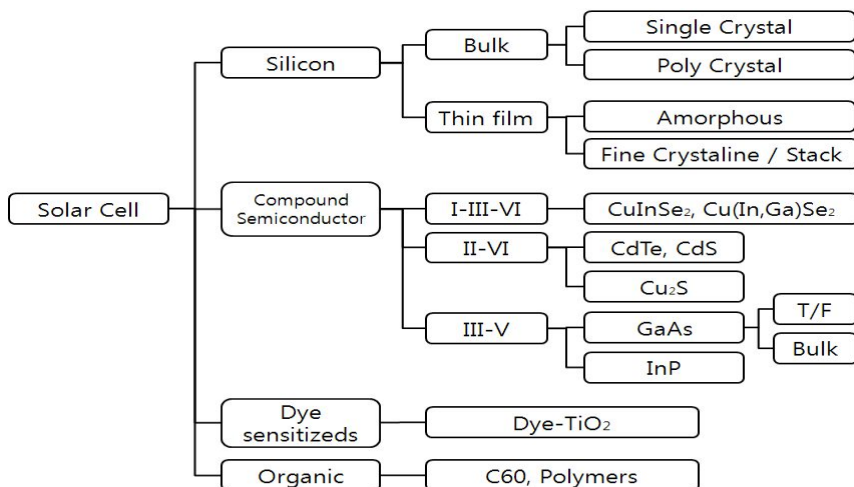 Solar Cell
Silicon
Bulk
Single Crystal
Poly Crystal
Thin film
Amorphous
Fine Crystaline / Stack
Compound
Semiconductor
I-III-VI
CuInSe₂, Cu(In,Ga)Se₂
II-VI
CdTe, CdS
Cu₂S
III-V
GaAs
T/F
Bulk
InP
Dye
sensitizeds
Dye-TiO₂
Organic
C60, Polymers